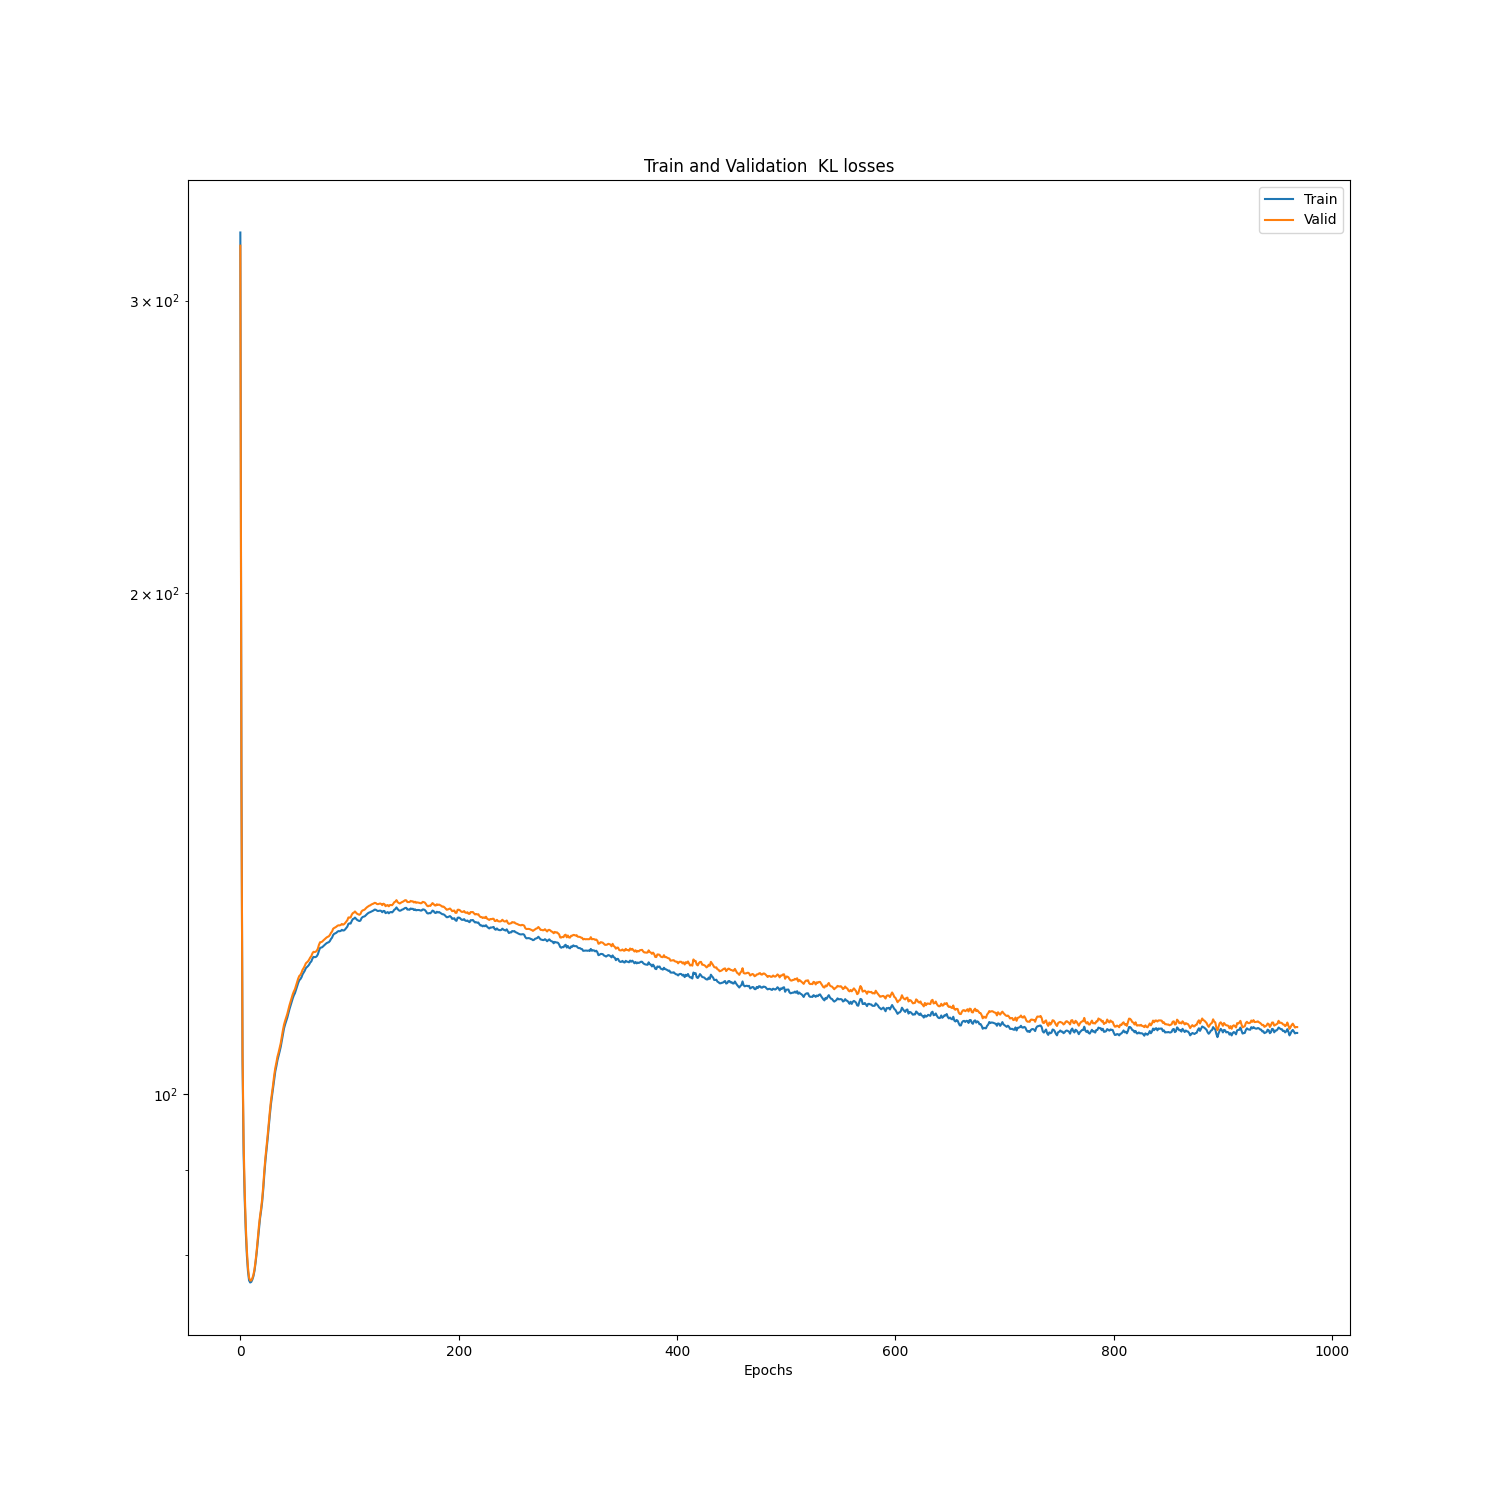 Train and Validation  KL losses
Train
Valid
3 × 10²
2 × 10²
10²
0 200 400 600 800 1000
Epochs